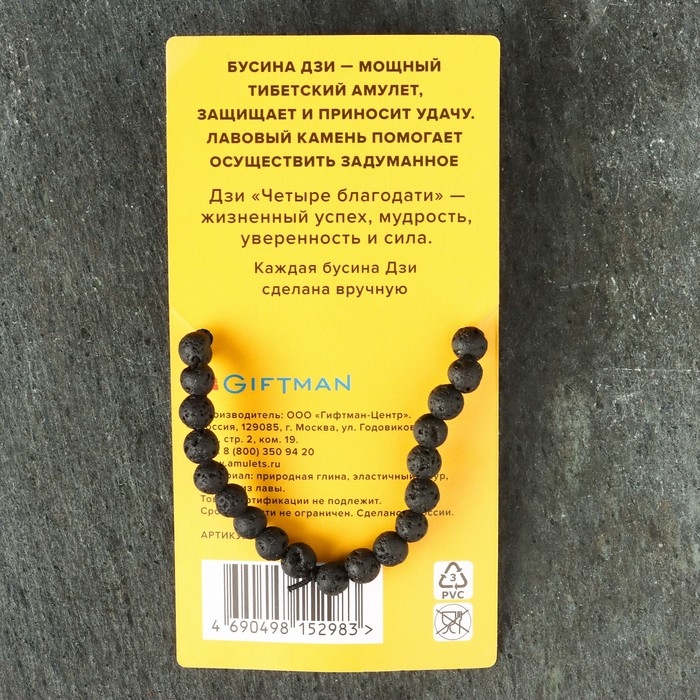 БУСИНА ДЗИ — МОЩНЫЙ
ТИБЕТСКИЙ АМУЛЕТ,
ЗАЩИЩАЕТ И ПРИНОСИТ УДАЧУ.
ЛАВОВЫЙ КАМЕНЬ ПОМОГАЕТ
ОСУЩЕСТВИТЬ ЗАДУМАННОЕ
Дзи «Четыре благодати» —
жизненный успех, мудрость,
уверенность и сила.
Каждая бусина Дзи
сделана вручную
GIFTMAN
ООО «Гифтман-Центр».
129085, г. Москва, ул.
стр. 2, ком. 19.
8 (800) 350 94 20
.amulets.ru
природная глина, эластичный
из лавы.
не подлежит.
не ограничен.
4 690498 152983 >
3
PVC